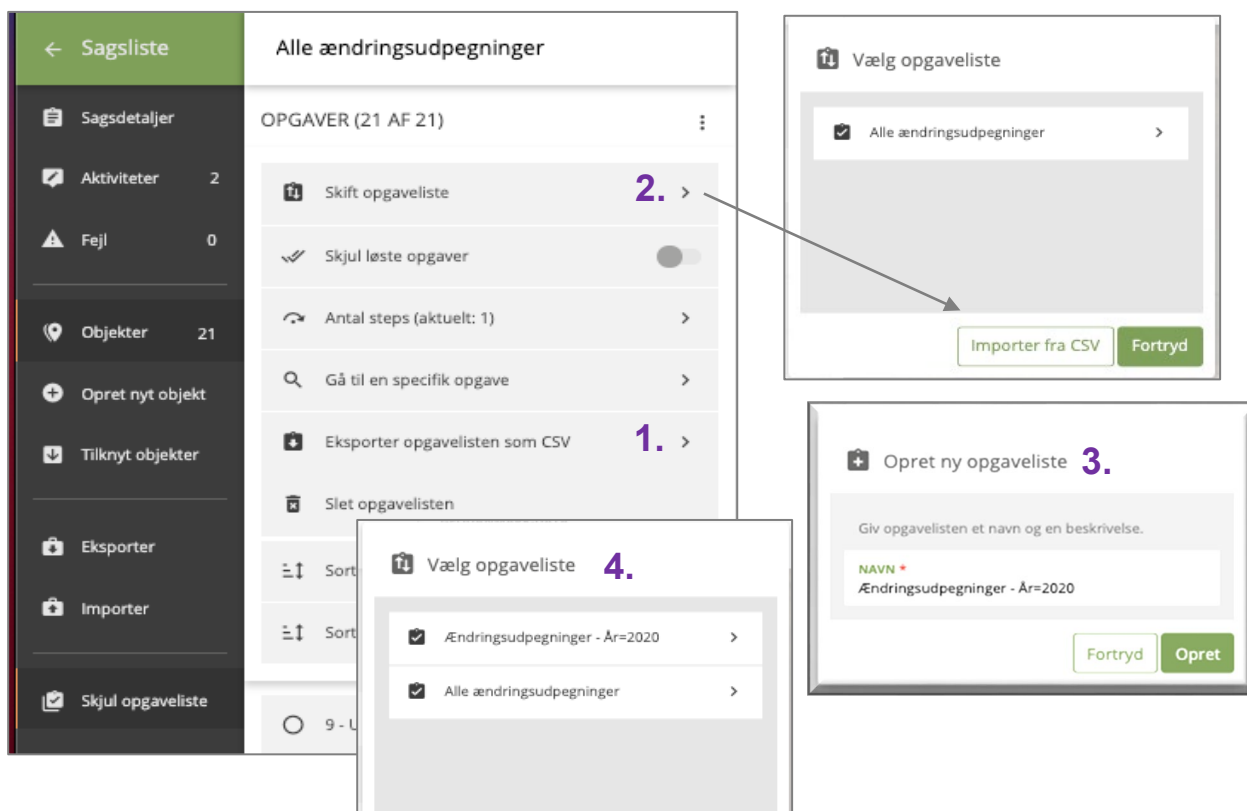 Sagsliste
Sagsdetaljer
Aktiviteter 2
Fejl 0
Objekter 21
Opret nyt objekt
Tilknyt objekter
Eksporter
Importer
Skjul opgaveliste
Alle ændringsudpegninger
OPGAVER (21 AF 21)
Skift opgaveliste 2.
Skjul løste opgaver
Antal steps (aktuelt: 1)
Gå til en specifik opgave
Eksporter opgavelisten som CSV 1.
Slet opgavelisten
Sort
Sort
9 - U
Vælg opgaveliste
Alle ændringsudpegninger
Importer fra CSV Fortryd
Opret ny opgaveliste 3.
Giv opgavelisten et navn og en beskrivelse.
NAVN *
Ændringsudpegninger - År=2020
Fortryd Opret
Vælg opgaveliste 4.
Ændringsudpegninger - År=2020
Alle ændringsudpegninger